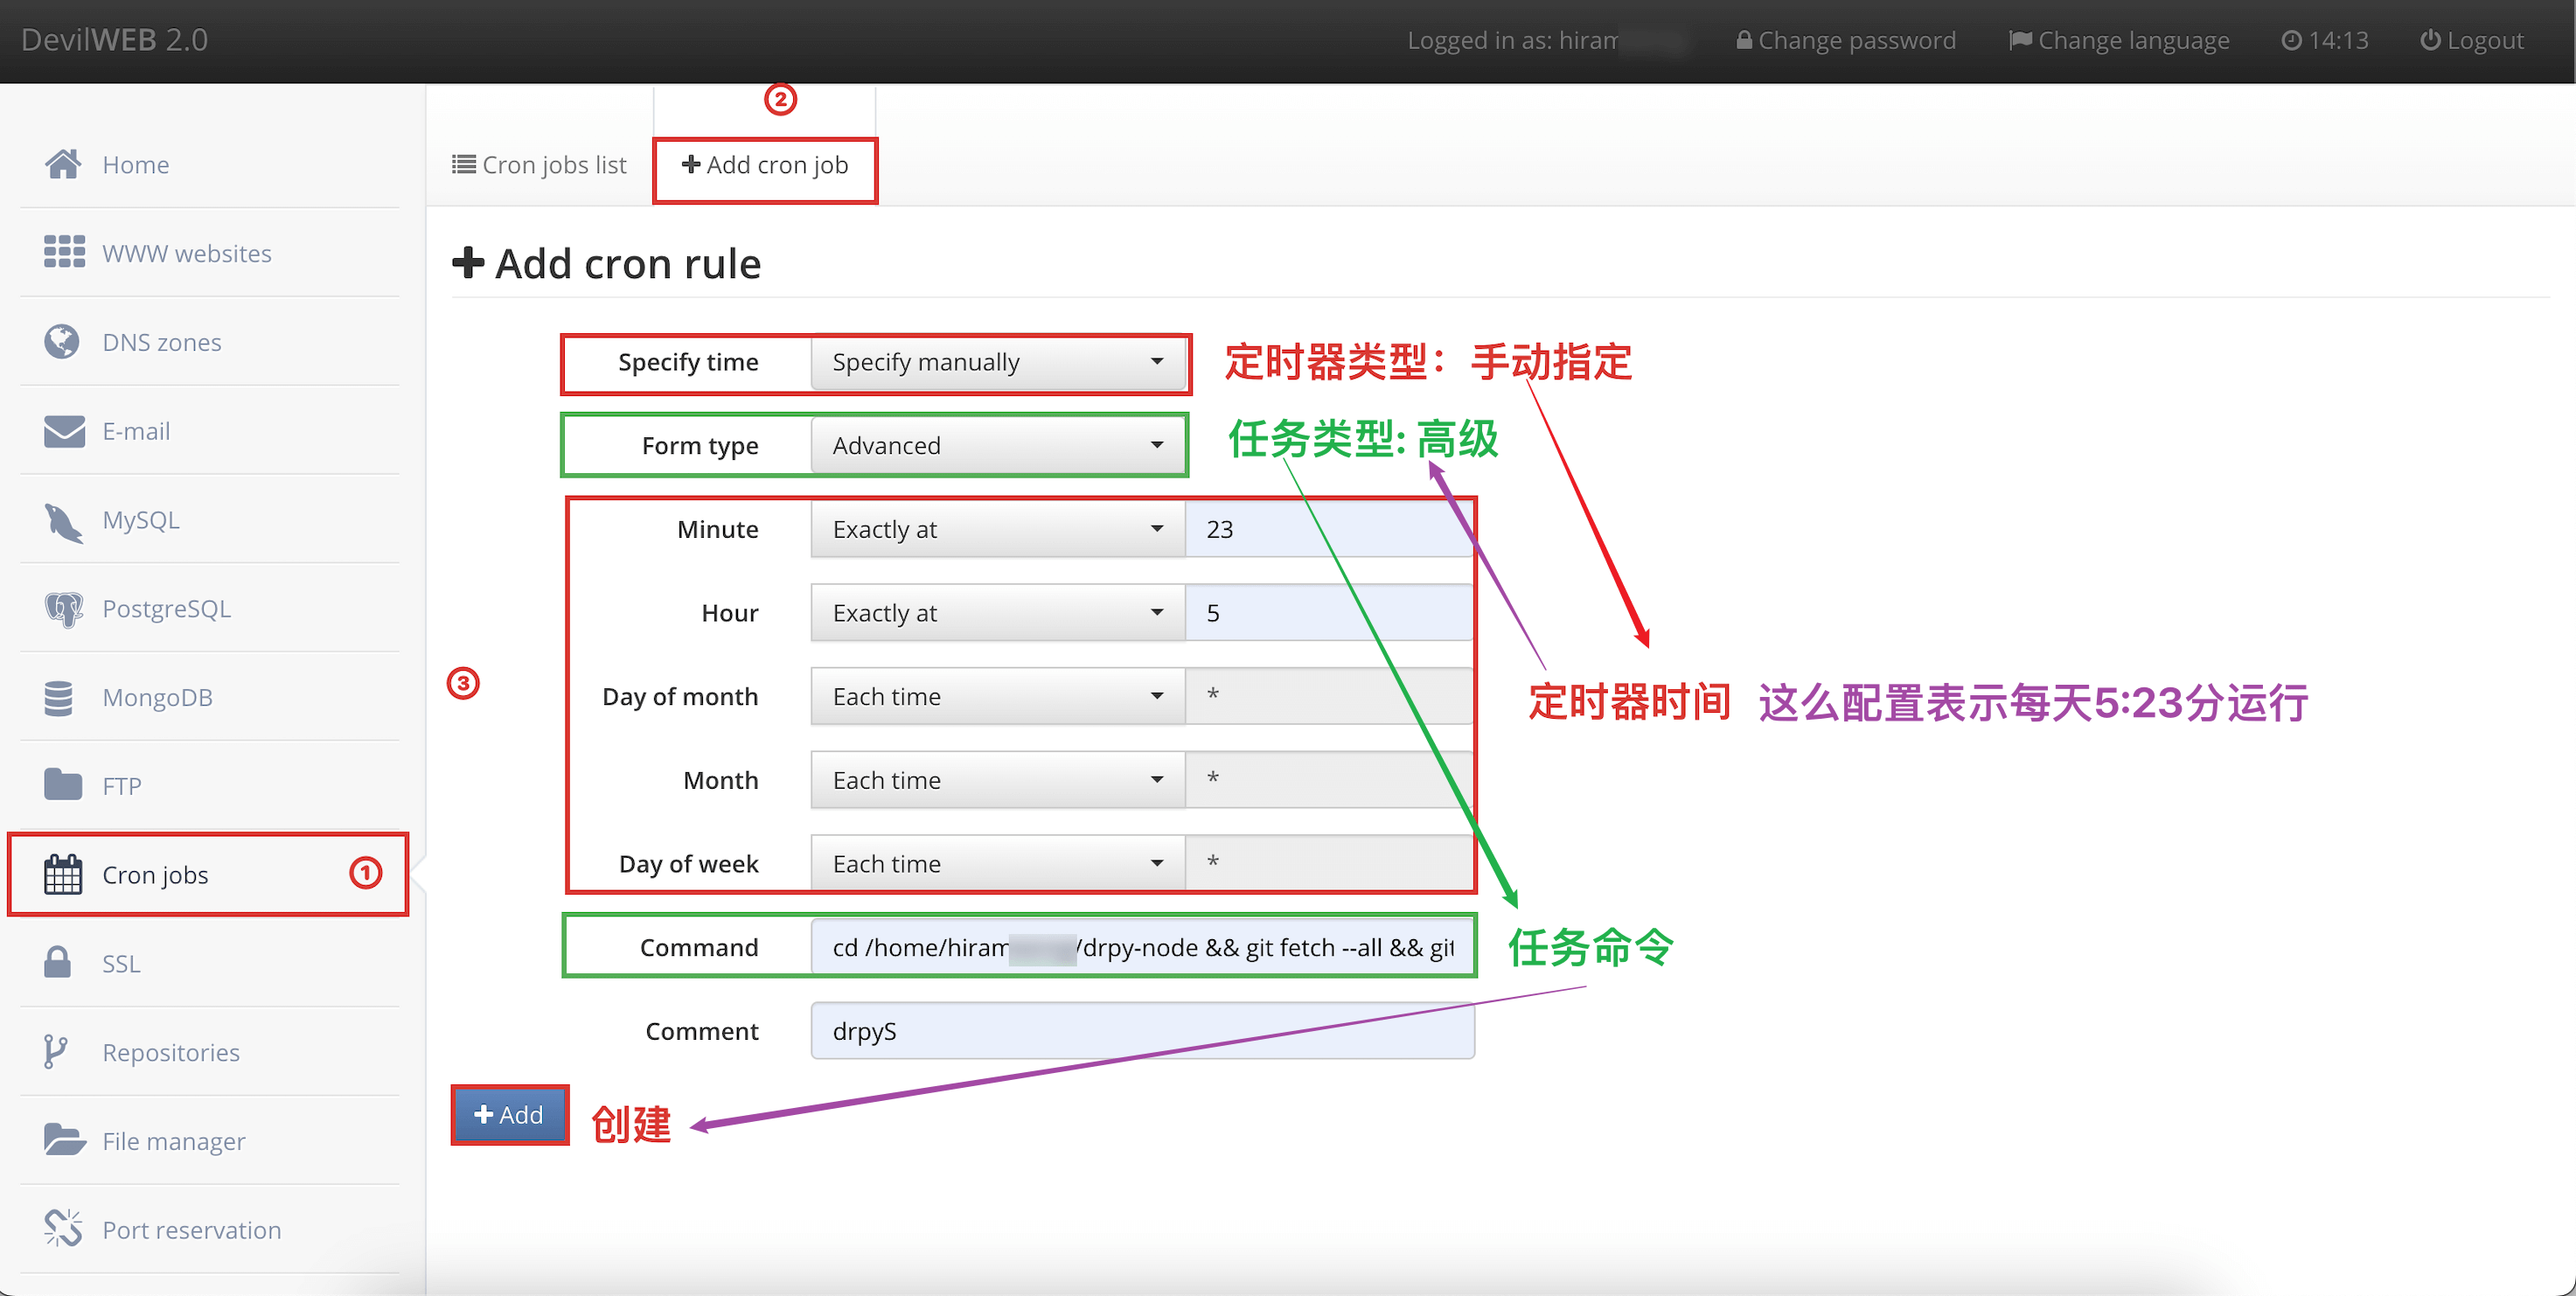 DevilWEB 2.0
Logged in as: hiram
Change password
Change language
14:13
Logout
Home
WWW websites
DNS zones
E-mail
MySQL
PostgreSQL
MongoDB
FTP
Cron jobs ①
SSL
Repositories
File manager
Port reservation
②
Cron jobs list
Add cron job
Add cron rule
Specify time Specify manually 定时器类型：手动指定
Form type Advanced 任务类型: 高级
Minute Exactly at 23
Hour Exactly at 5
③
Day of month Each time *
定时器时间 这么配置表示每天5:23分运行
Month Each time *
Day of week Each time *
Command cd /home/hiram /drpy-node && git fetch --all && git 任务命令
Comment drpyS
Add 创建